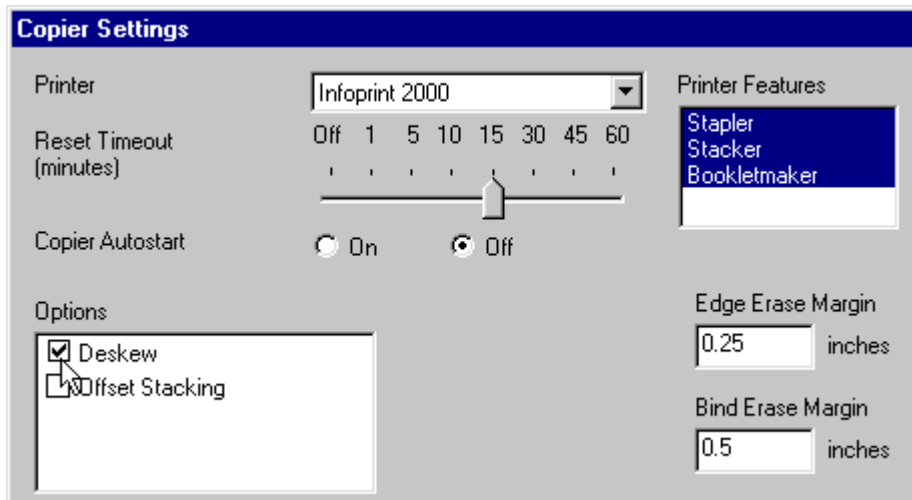 Copier Settings
Printer
Infoprint 2000
Printer Features
Reset Timeout
(minutes)
Off 1 5 10 15 30 45 60
Stapler
Stacker
Bookletmaker
Copier Autostart
On
Off
Options
Deskew
Offset Stacking
Edge Erase Margin
0.25 inches
Bind Erase Margin
0.5 inches